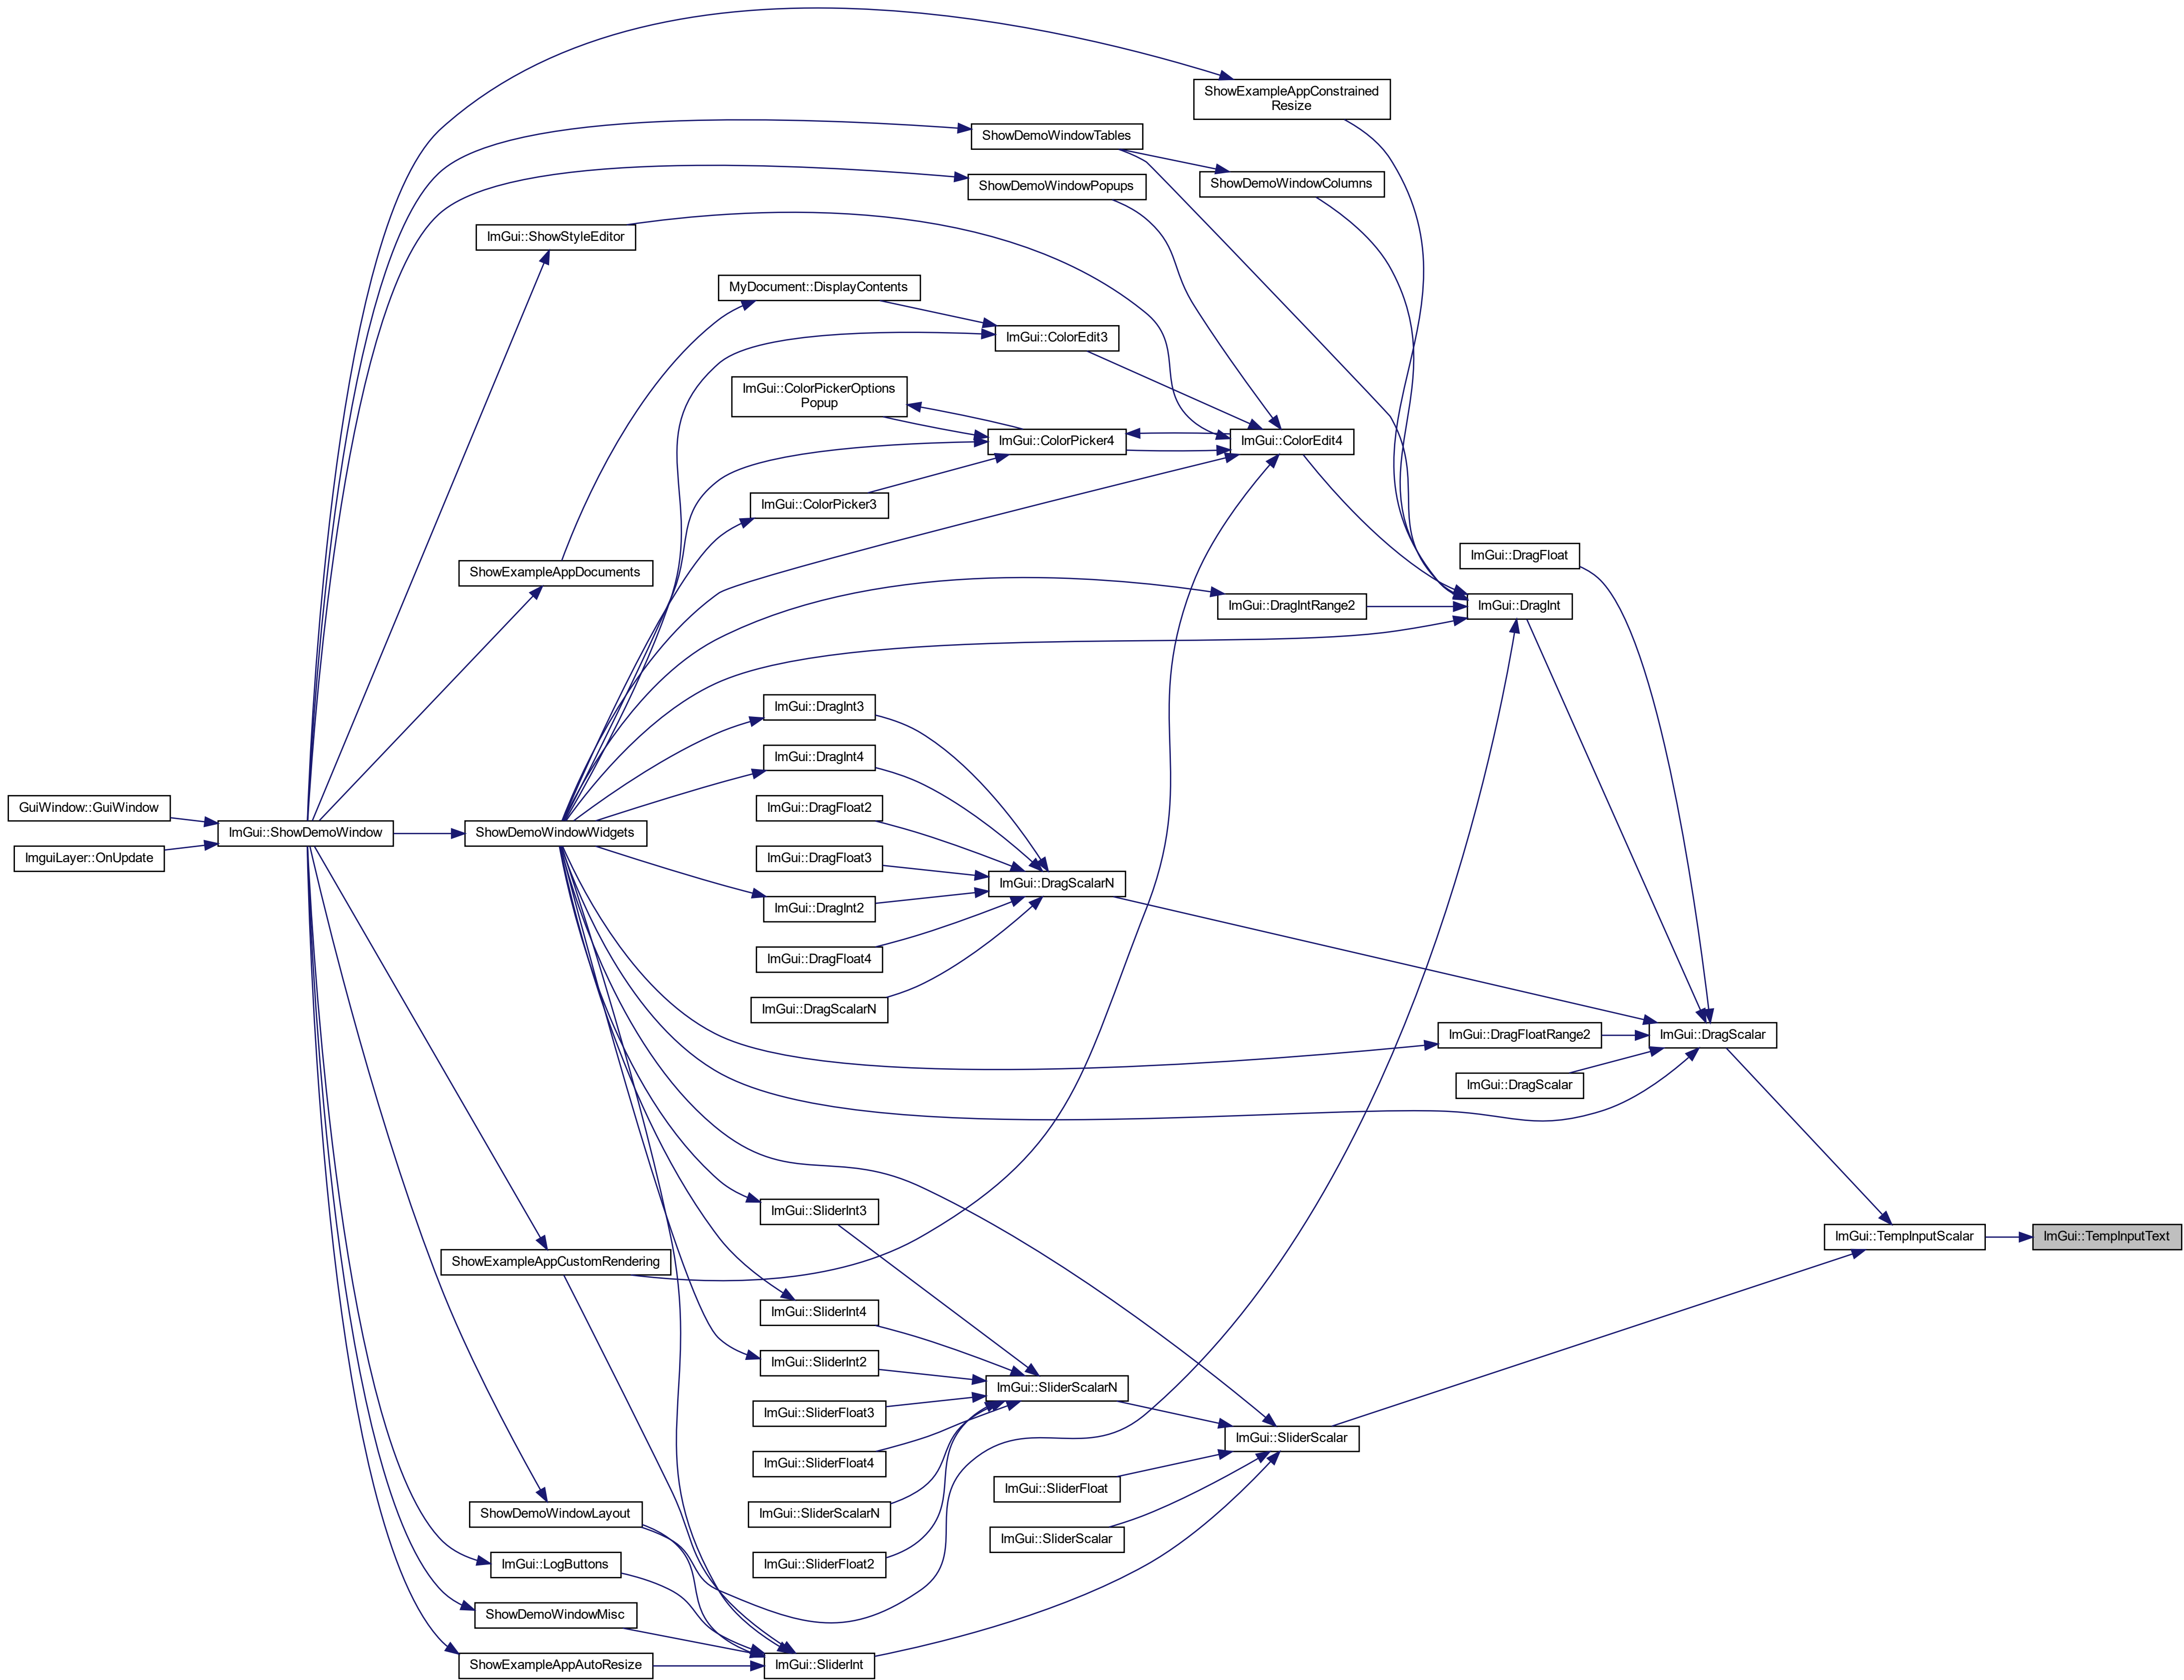 ShowExampleAppConstrained
Resize
ShowDemoWindowTables
ShowDemoWindowColumns
ShowDemoWindowPopups
ImGui::ShowStyleEditor
MyDocument::DisplayContents
ImGui::ColorEdit3
ImGui::ColorPickerOptions
Popup
ImGui::ColorPicker4
ImGui::ColorEdit4
ImGui::ColorPicker3
ImGui::DragFloat
ShowExampleAppDocuments
ImGui::DragIntRange2
ImGui::DragInt
ImGui::DragInt3
ImGui::DragInt4
GuiWindow::GuiWindow
ImGui::DragFloat2
ImGui::ShowDemoWindow
ShowDemoWindowWidgets
ImguiLayer::OnUpdate
ImGui::DragFloat3
ImGui::DragScalarN
ImGui::DragInt2
ImGui::DragFloat4
ImGui::DragScalarN
ImGui::DragFloatRange2
ImGui::DragScalar
ImGui::DragScalar
ImGui::SliderInt3
ImGui::TempInputScalar
ImGui::TempInputText
ShowExampleAppCustomRendering
ImGui::SliderInt4
ImGui::SliderInt2
ImGui::SliderScalarN
ImGui::SliderFloat3
ImGui::SliderScalar
ImGui::SliderFloat4
ImGui::SliderFloat
ShowDemoWindowLayout
ImGui::SliderScalarN
ImGui::SliderScalar
ImGui::LogButtons
ImGui::SliderFloat2
ShowDemoWindowMisc
ShowExampleAppAutoResize
ImGui::SliderInt